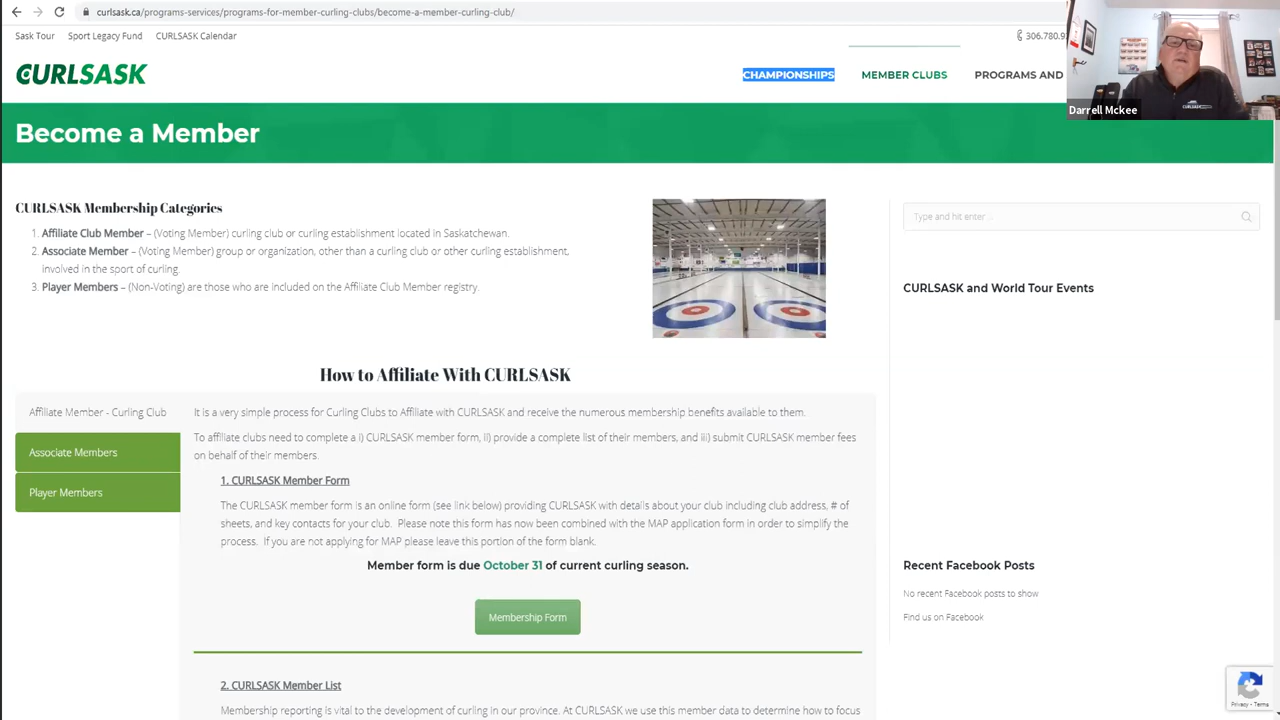 curlsask.ca/programs-services/programs-for-member-curling-clubs/become-a-member-curling-club/
Sask Tour Sport Legacy Fund CURLSASK Calendar
306.780.9
CURLSASK
CHAMPIONSHIPS MEMBER CLUBS PROGRAMS AND
Darrell Mckee
Become a Member
CURLSASK Membership Categories
1. Affiliate Club Member – (Voting Member) curling club or curling establishment located in Saskatchewan.
2. Associate Member – (Voting Member) group or organization, other than a curling club or other curling establishment,
involved in the sport of curling.
3. Player Members – (Non-Voting) are those who are included on the Affiliate Club Member registry.
Type and hit enter ...
CURLSASK and World Tour Events
How to Affiliate With CURLSASK
Affiliate Member - Curling Club
Associate Members
Player Members
It is a very simple process for Curling Clubs to Affiliate with CURLSASK and receive the numerous membership benefits available to them.
To affiliate clubs need to complete a i) CURLSASK member form, ii) provide a complete list of their members, and iii) submit CURLSASK member fees
on behalf of their members.
1. CURLSASK Member Form
The CURLSASK member form is an online form (see link below) providing CURLSASK with details about your club including club address, # of
sheets, and key contacts for your club. Please note this form has now been combined with the MAP application form in order to simplify the
process. If you are not applying for MAP please leave this portion of the form blank.
Member form is due October 31 of current curling season.
Membership Form
2. CURLSASK Member List
Membership reporting is vital to the development of curling in our province. At CURLSASK we use this member data to determine how to focus
Recent Facebook Posts
No recent Facebook posts to show
Find us on Facebook
Privacy - Terms